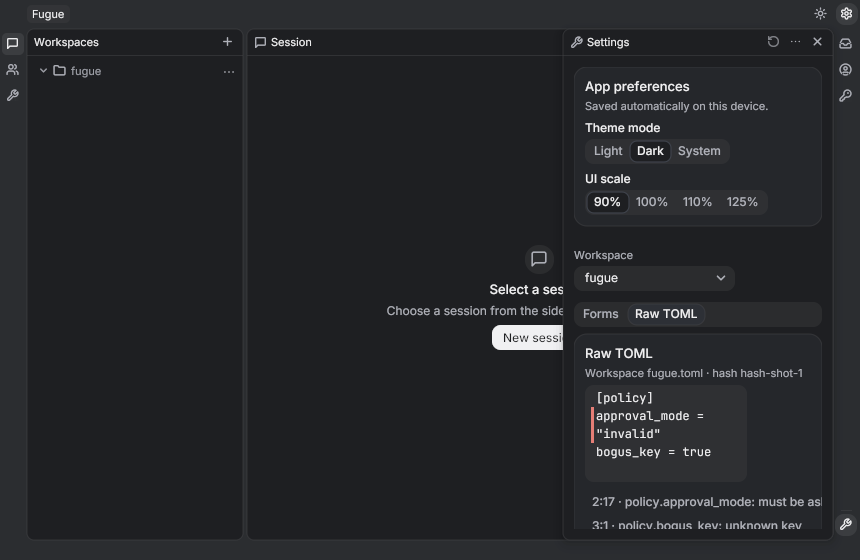 Fugue
Workspaces
fugue
Session
Select a ses
Choose a session from the side
New sessi
Settings
App preferences
Saved automatically on this device.
Theme mode
Light Dark System
UI scale
90% 100% 110% 125%
Workspace
fugue
Forms Raw TOML
Raw TOML
Workspace fugue.toml · hash hash-shot-1
[policy]
approval_mode =
"invalid"
bogus_key = true
2:17 · policy.approval_mode: must be as
3:1 · policy.bogus_key: unknown key